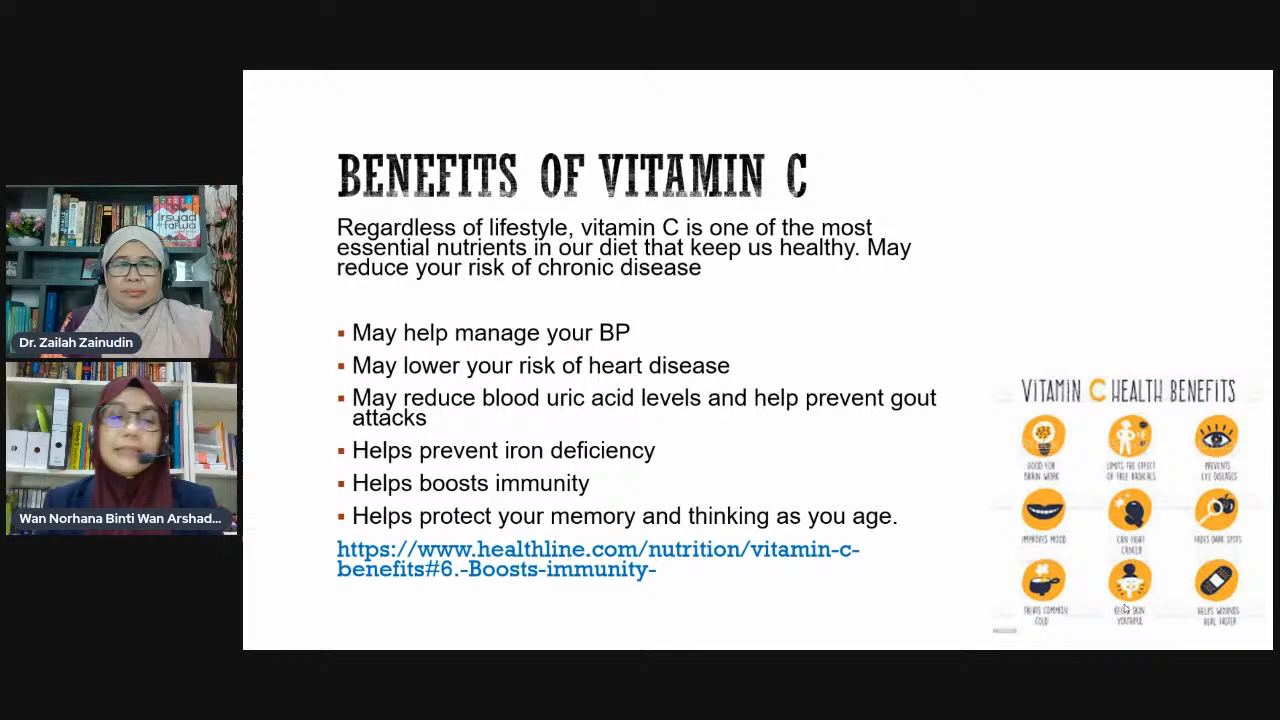 BENEFITS OF VITAMIN C
Regardless of lifestyle, vitamin C is one of the most
essential nutrients in our diet that keep us healthy. May
reduce your risk of chronic disease
▪ May help manage your BP
▪ May lower your risk of heart disease
▪ May reduce blood uric acid levels and help prevent gout
attacks
▪ Helps prevent iron deficiency
▪ Helps boosts immunity
▪ Helps protect your memory and thinking as you age.
https://www.healthline.com/nutrition/vitamin-c-
benefits#6.-Boosts-immunity-
VITAMIN C HEALTH BENEFITS
GOOD FOR
BRAIN WORK
LIMITS THE EFFECT
OF FREE RADICALS
PREVENTS
EYE DISEASES
IMPROVES MOOD
CAN FIGHT
CANCER
FADES DARK SPOTS
TREATS COMMON
COLD
SKIN
YOUTHFUL
HELPS WOUNDS
HEAL FASTER
irsyad
takwa
Dr. Zailah Zainudin
Wan Norhana Binti Wan Arshad...